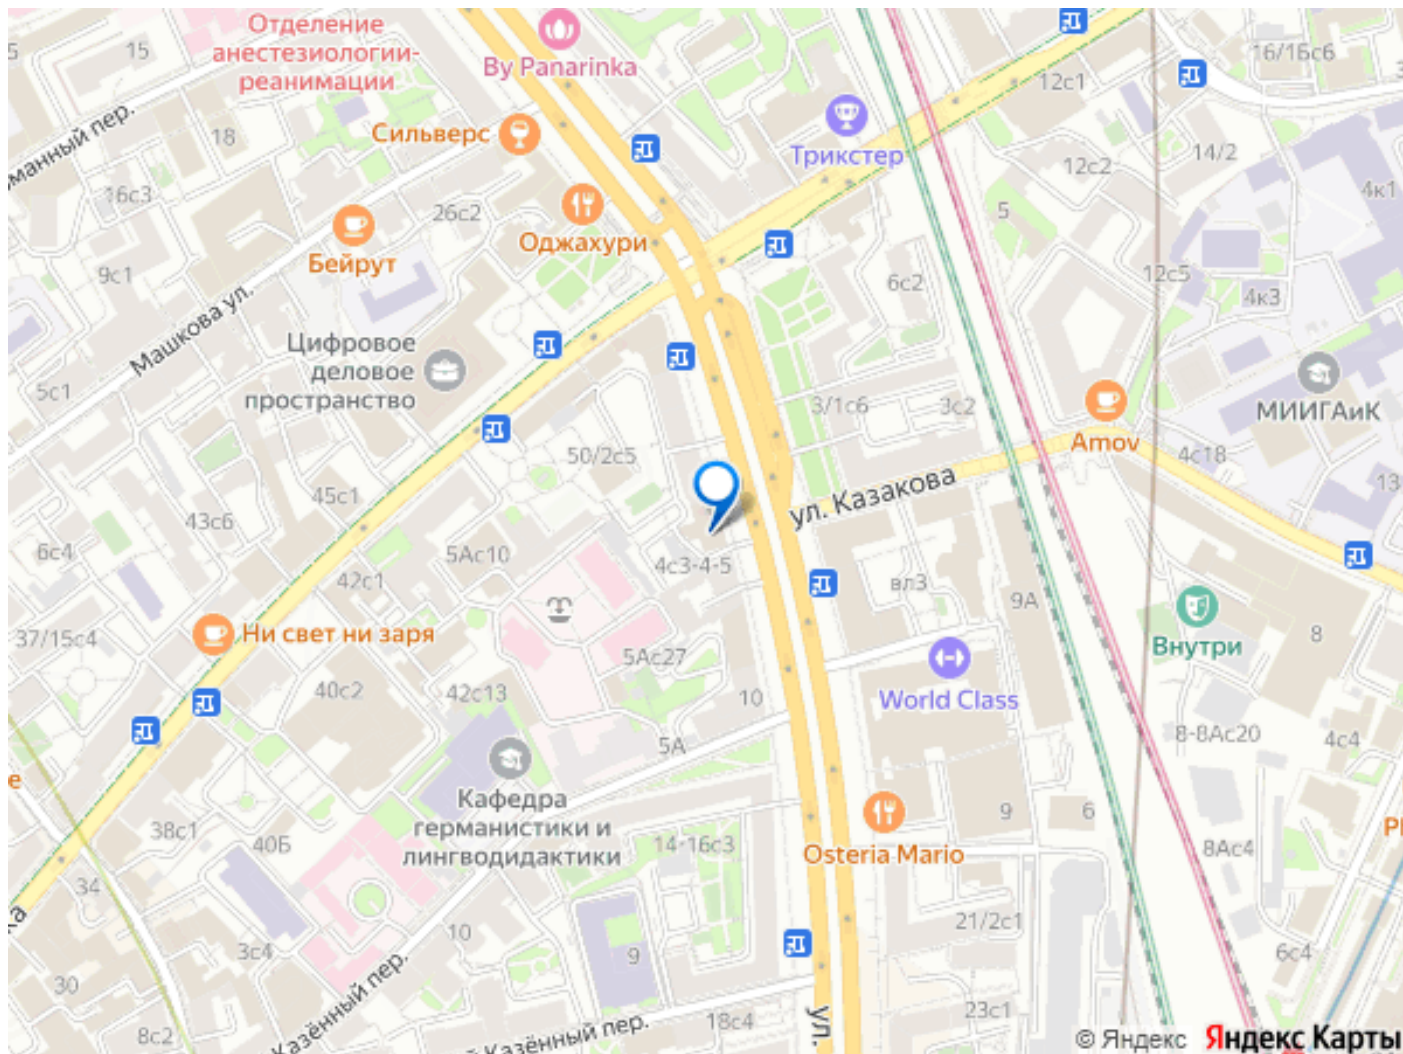 Отделение
анестезиологии-
реанимации
5
15
By Panarinka
16/1Бс6
12с1
манный пер.
18
Сильверс
Трикстер
12с2
14/2
4к1
16с3
26с2
5
Оджахури
Бейрут
9с1
12с5
6с2
4к3
Машкова ул.
Цифровое
деловое
пространство
5с1
3/1с6
3с2
МИИГАиК
Amov
50/2с5
4с18
13
45с1
ул. Казакова
43с6
6с4
5Ас10
4с3-4-5
42с1
вл3
9А
37/15с4
Ни свет ни заря
8
Внутри
5Ас27
40с2
42с13
10
World Class
8-8Ас20
4с4
5А
е
Кафедра
германистики и
лингводидактики
9
6
38с1
40Б
14-16с3
Osteria Mario
8Ас4
34
ка
21/2с1
10
3с4
9
6с4
30
Казённый пер.
23с1
8с2
Казённый пер.
18с4
ул.
© Яндекс
Яндекс Карты